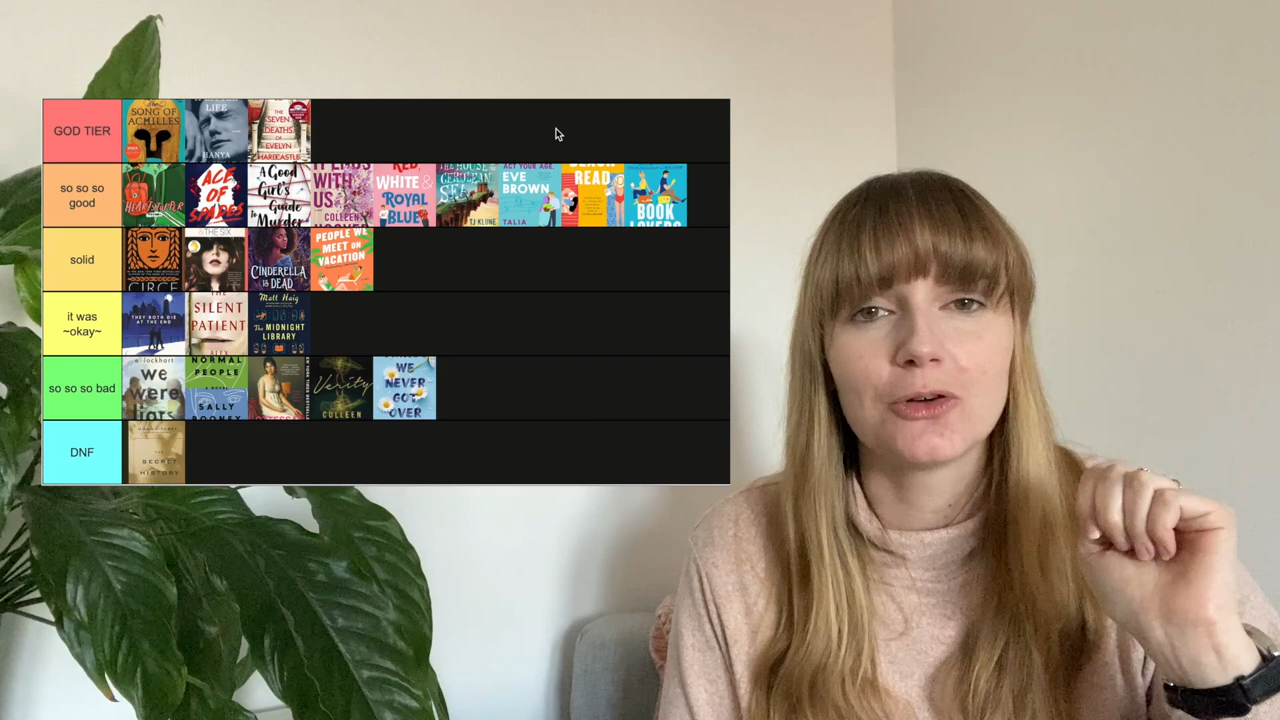 GOD TIER
The
SONG OF
ACHILLES
LIFE
HANYA
THE
SEVEN
DEATHS
OF
EVELYN
HARDCASTLE
so so so
good
HEARTSTOPPER
ACE
OF
SPADES
A Good
Girl's
Guide
to
Murder
IT ENDS
WITH
US
COLLEEN
RED
WHITE &
ROYAL
BLUE
THE HOUSE
CERULEAN
SEA
TJ KLUNE
ACT YOUR AGE,
EVE
BROWN
TALIA
BEACH
READ
BOOK
LOVERS
solid
CIRCE
& THE SIX
CINDERELLA
IS DEAD
PEOPLE WE
MEET ON
VACATION
it was
~okay~
THEY BOTH DIE
AT THE END
THE
SILENT
PATIENT
ALEX
Matt Haig
The
MIDNIGHT
LIBRARY
so so so bad
e. lockhart
we
were
liars
NORMAL
PEOPLE
A NOVEL
SALLY
ROONEY
Verity
COLLEEN
WE
NEVER
GOT
OVER
DNF
THE
SECRET
HISTORY